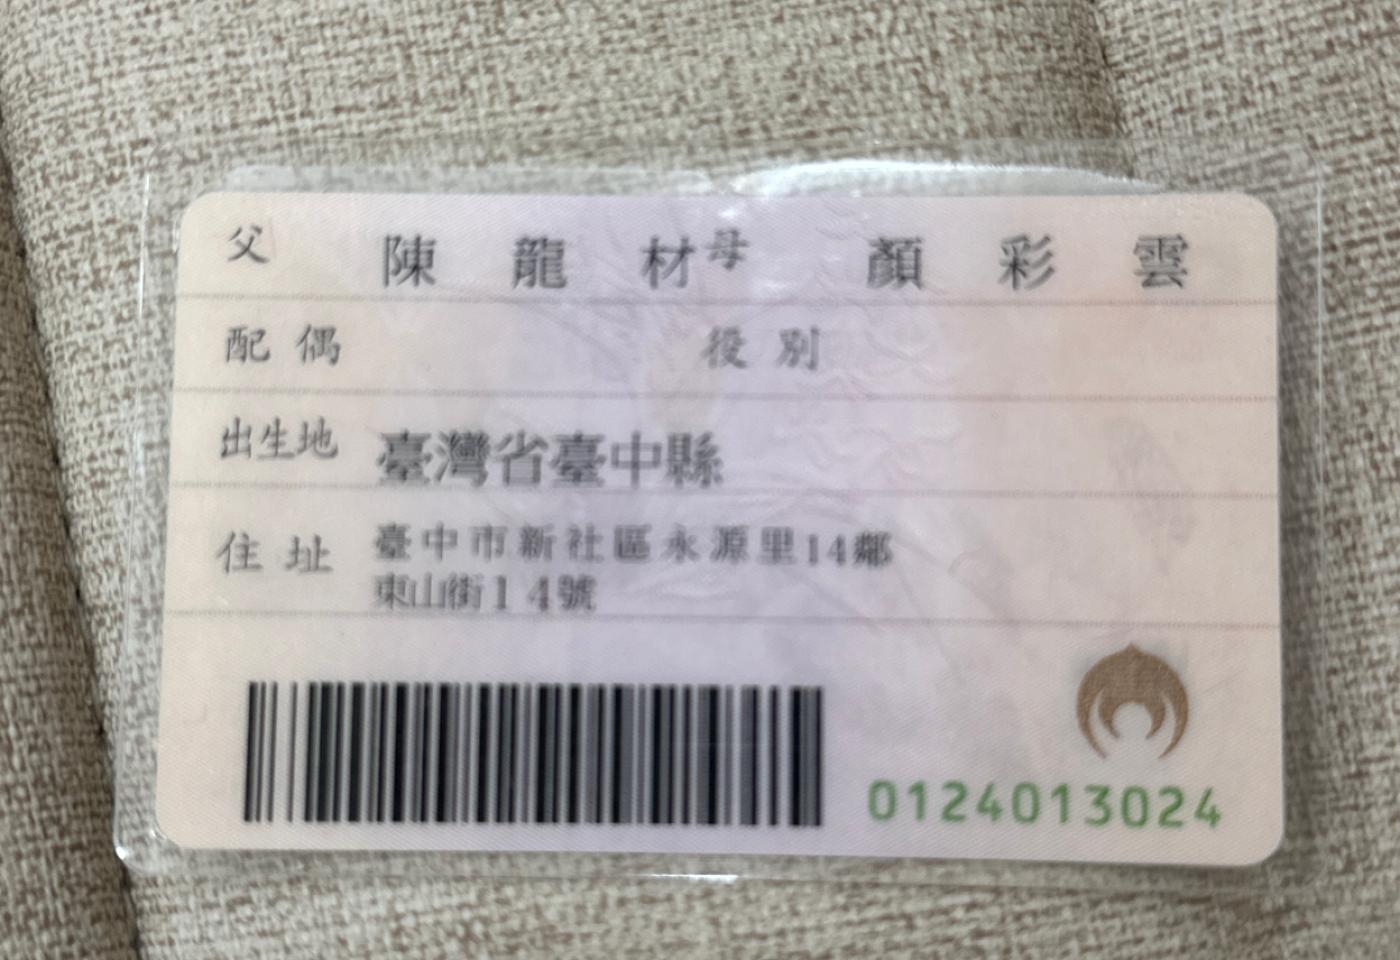 父 陳龍材 母 顏彩雲
配偶 役別
出生地 臺灣省臺中縣
住址 臺中市新社區永源里14鄰
東山街14號
0124013024